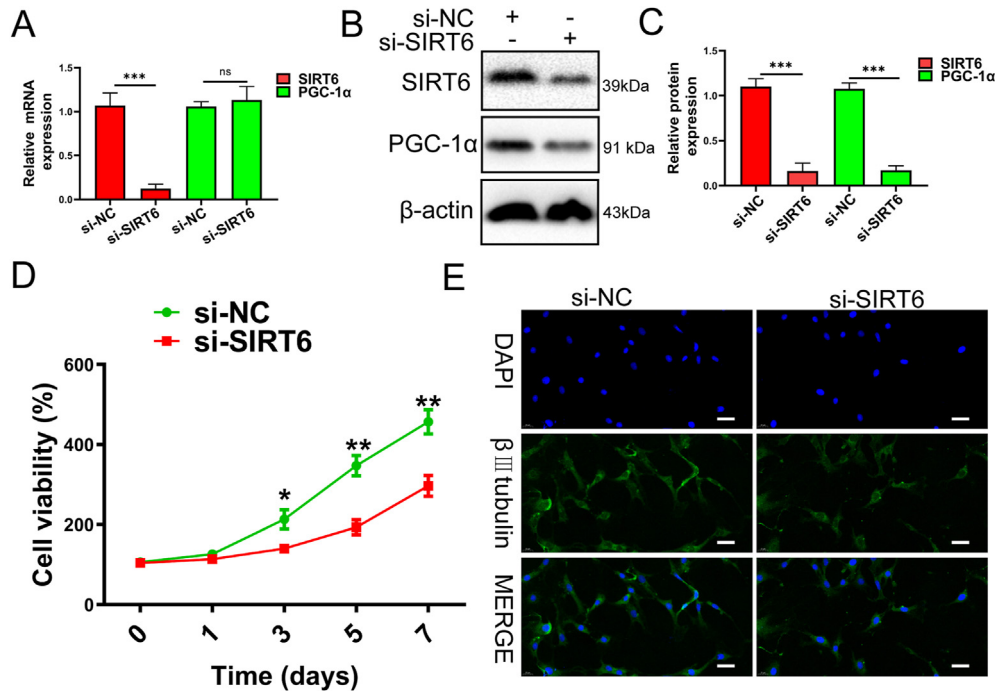 A
Relative mRNA
expression
1.5
1.0
0.5
0.0
***
ns
SIRT6
PGC-1α
si-NC
si-SIRT6
si-NC
si-SIRT6
B
si-NC + -
si-SIRT6 - +
SIRT6 39kDa
PGC-1α 91 kDa
β-actin 43kDa
C
Relative protein
expression
1.5
1.0
0.5
0.0
***
***
SIRT6
PGC-1α
si-NC
si-SIRT6
si-NC
si-SIRT6
D
si-NC
si-SIRT6
Cell viability (%)
600
400
200
0
*
**
**
0 1 3 5 7
Time (days)
E
si-NC si-SIRT6
DAPI
βⅢ tubulin
MERGE